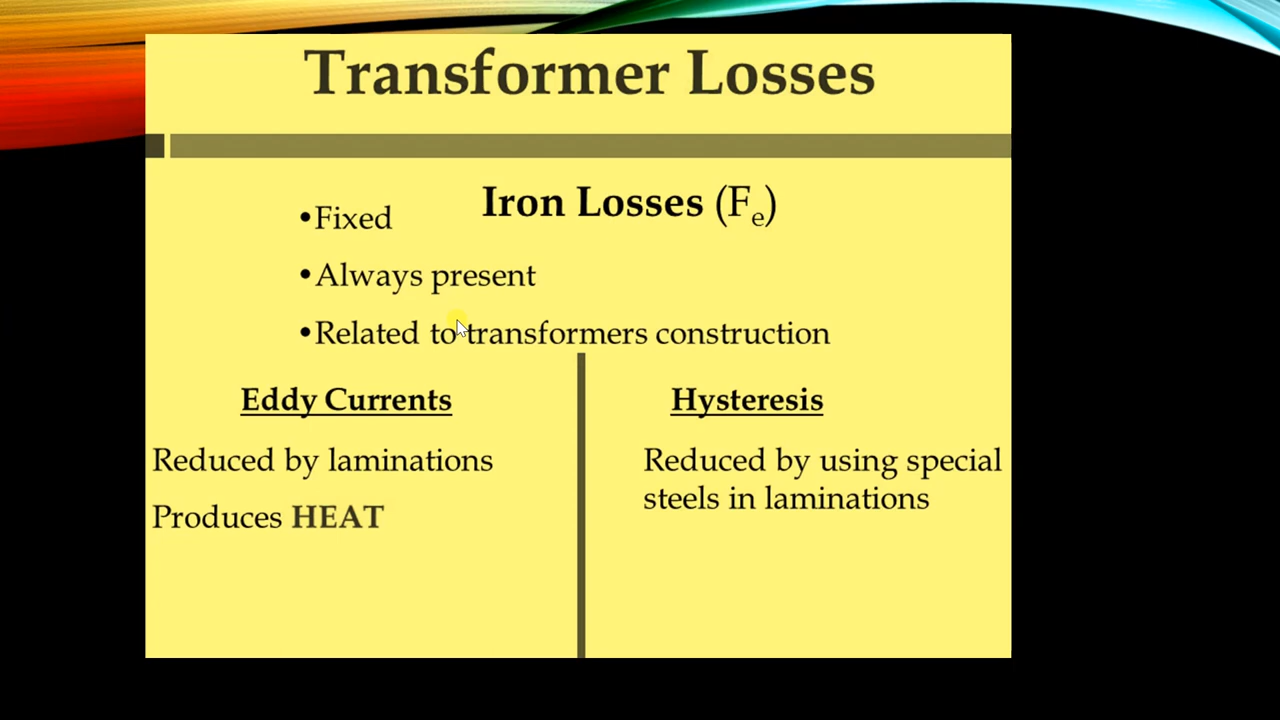 Transformer Losses
Iron Losses (Fe)
•Fixed
•Always present
•Related to transformers construction
Eddy Currents
Reduced by laminations
Produces HEAT
Hysteresis
Reduced by using special
steels in laminations